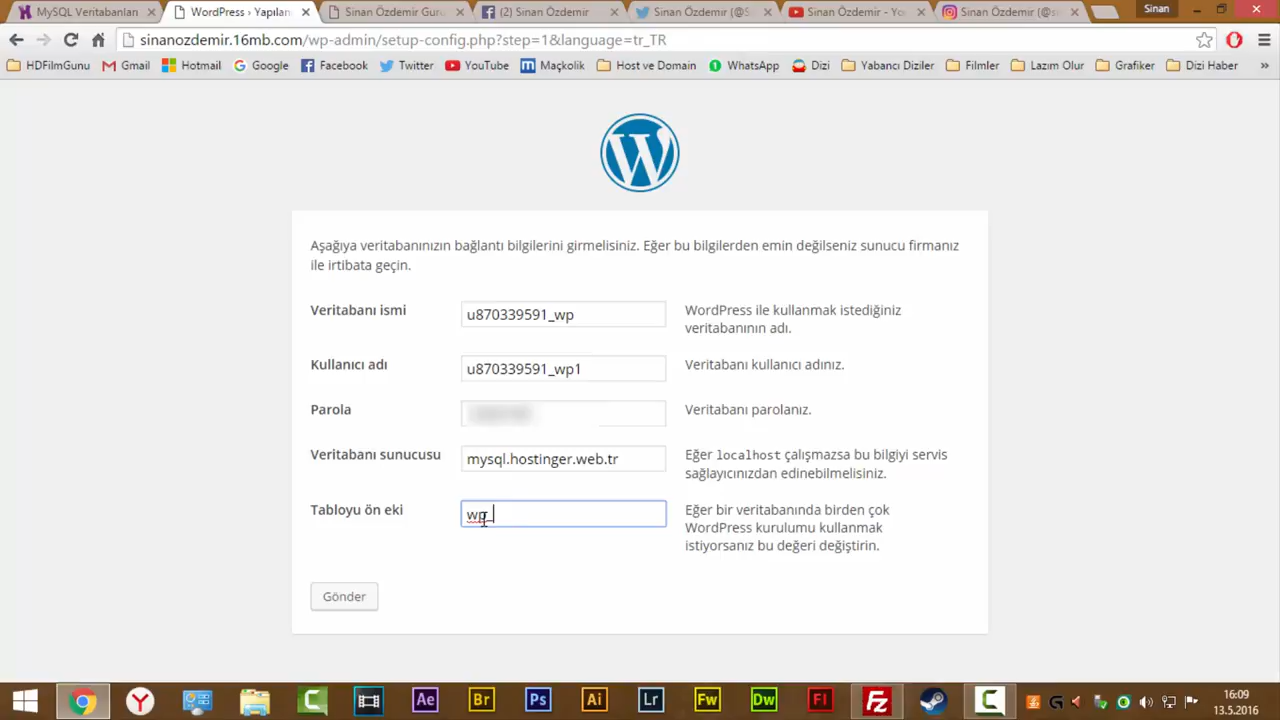 MySQL Veritabanları
WordPress › Yapılan
Sinan Özdemir Guru
(2) Sinan Özdemir
Sinan Özdemir (@S
Sinan Özdemir - Yo
Sinan Özdemir (@si
Sinan
sinanozdemir.16mb.com/wp-admin/setup-config.php?step=1&language=tr_TR
HDFilmGunu
Gmail
Hotmail
Google
Facebook
Twitter
YouTube
Maçkolik
Host ve Domain
WhatsApp
Dizi
Yabancı Diziler
Filmler
Lazım Olur
Grafiker
Dizi Haber
»
W
Aşağıya veritabanınızın bağlantı bilgilerini girmelisiniz. Eğer bu bilgilerden emin değilseniz sunucu firmanız
ile irtibata geçin.
Veritabanı ismi
u870339591_wp
WordPress ile kullanmak istediğiniz
veritabanının adı.
Kullanıcı adı
u870339591_wp1
Veritabanı kullanıcı adınız.
Parola
Veritabanı parolanız.
Veritabanı sunucusu
mysql.hostinger.web.tr
Eğer localhost çalışmazsa bu bilgiyi servis
sağlayıcınızdan edinebilmelisiniz.
Tabloyu ön eki
wp_
Eğer bir veritabanında birden çok
WordPress kurulumu kullanmak
istiyorsanız bu değeri değiştirin.
Gönder
Y
C
Ae
Br
Ps
Ai
Lr
Fw
Dw
Fl
Fz
C
16:09
13.5.2016